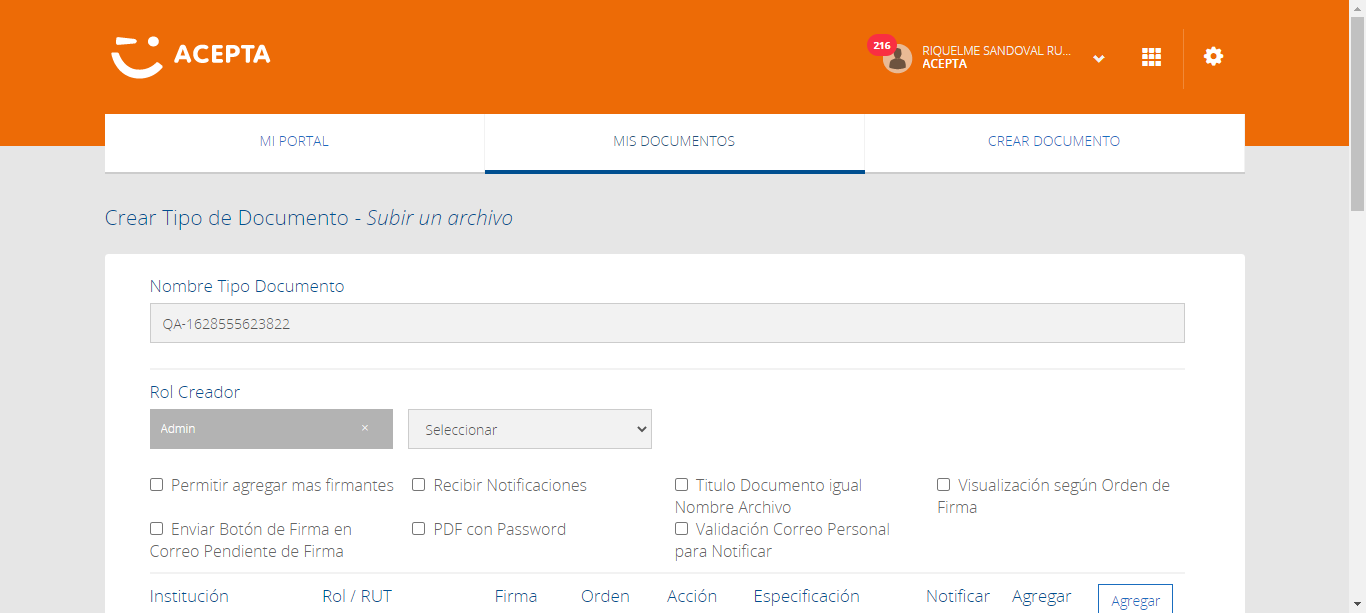 ACEPTA
216
RIQUELME SANDOVAL RU...
ACEPTA
MI PORTAL
MIS DOCUMENTOS
CREAR DOCUMENTO
Crear Tipo de Documento - Subir un archivo
Nombre Tipo Documento
QA-1628555623822
Rol Creador
Admin ×
Seleccionar
Permitir agregar mas firmantes
Recibir Notificaciones
Titulo Documento igual
Nombre Archivo
Visualización según Orden de
Firma
Enviar Botón de Firma en
Correo Pendiente de Firma
PDF con Password
Validación Correo Personal
para Notificar
Institución Rol / RUT Firma Orden Acción Especificación Notificar Agregar Agregar